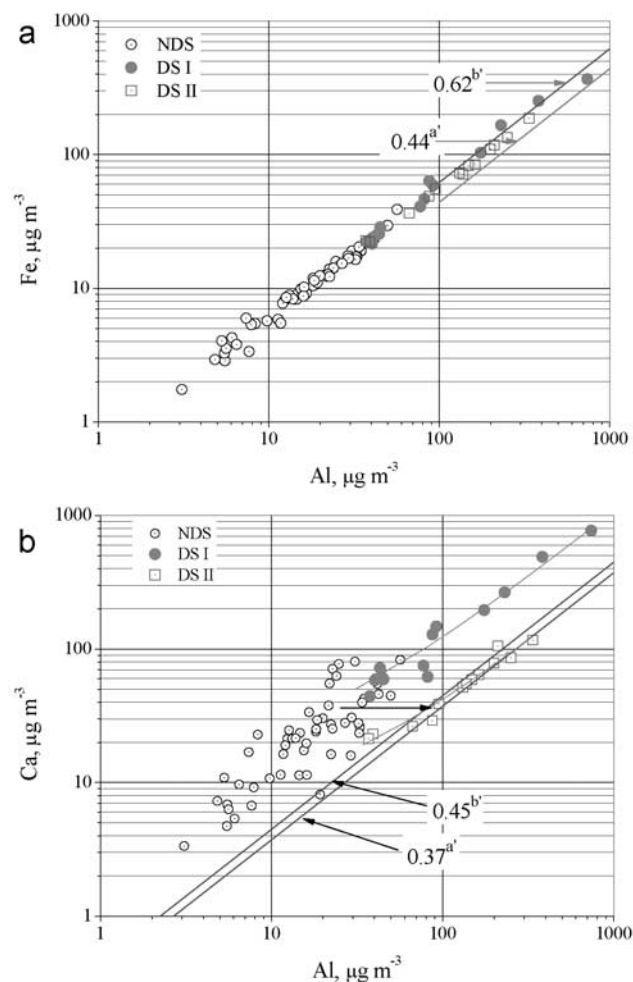 a
1000
100
10
1
Fe, µg m-3
NDS
DS I
DS II
0.62b'
0.44a'
1 10 100 1000
Al, µg m-3
b
1000
100
10
1
Ca, µg m-3
NDS
DS I
DS II
0.45b'
0.37a'
1 10 100 1000
Al, µg m-3